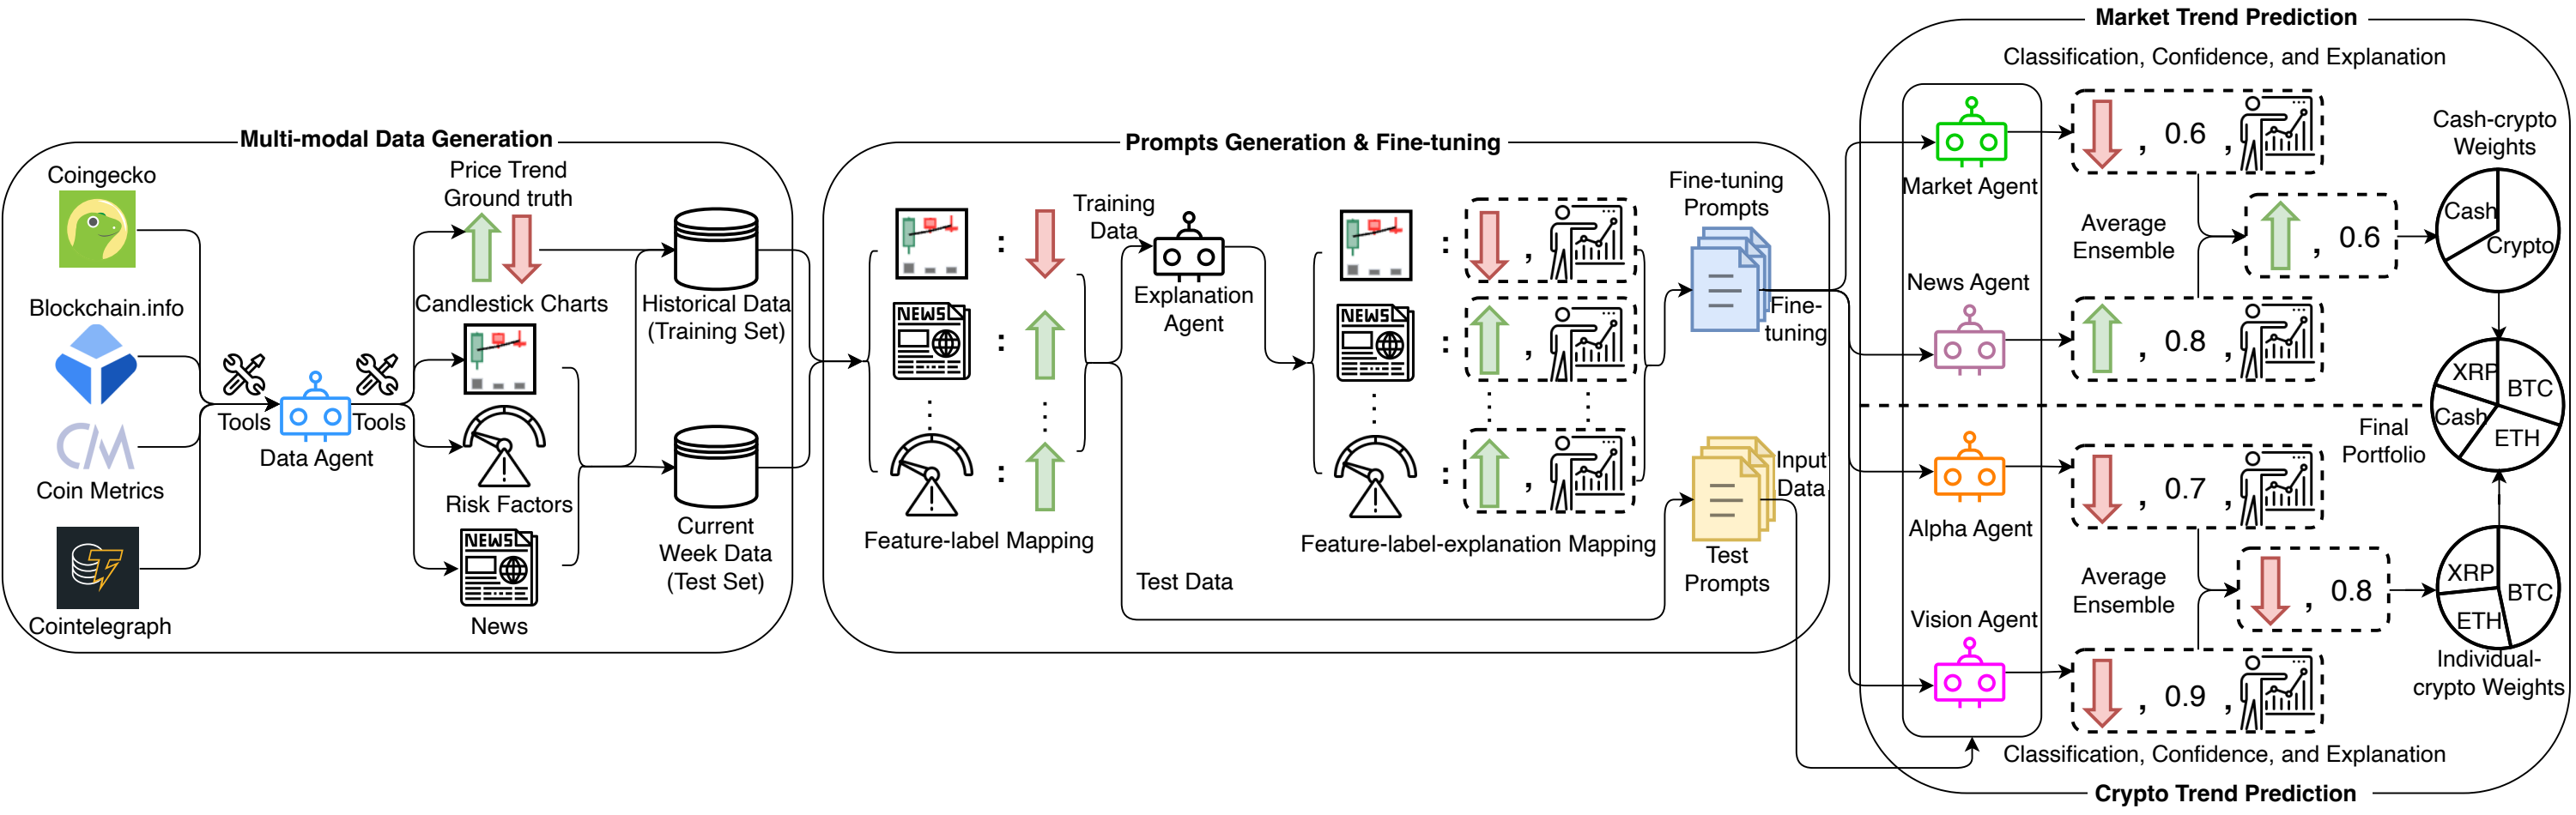 Multi-modal Data Generation
Coingecko
Blockchain.info
CM
Coin Metrics
Cointelegraph
Tools
Data Agent
Tools
Price Trend
Ground truth
Candlestick Charts
Risk Factors
NEWS
News
Historical Data
(Training Set)
Current
Week Data
(Test Set)
Prompts Generation & Fine-tuning
:
NEWS
:
:
Feature-label Mapping
Training
Data
Explanation
Agent
Test Data
: ,
NEWS
: ,
: ,
Feature-label-explanation Mapping
Fine-tuning
Prompts
Fine-
tuning
Test
Prompts
Input
Data
Market Trend Prediction
Classification, Confidence, and Explanation
Market Agent
, 0.6 ,
News Agent
, 0.8 ,
Average
Ensemble
, 0.6
Cash-crypto
Weights
Cash
Crypto
XRP
BTC
Cash
ETH
Final
Portfolio
Alpha Agent
, 0.7 ,
Vision Agent
, 0.9 ,
Average
Ensemble
, 0.8
XRP
BTC
ETH
Individual-
crypto Weights
Classification, Confidence, and Explanation
Crypto Trend Prediction